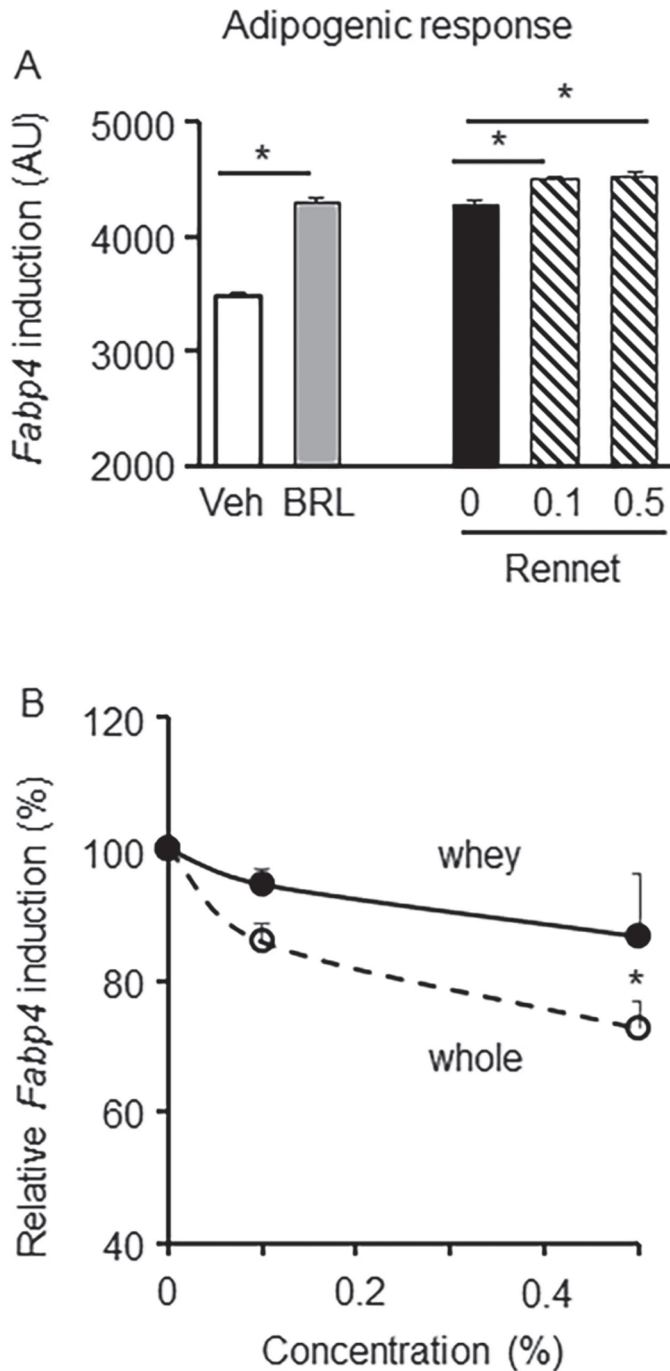 Adipogenic response
A
Fabp4 induction (AU)
5000
4000
3000
2000
*
*
*
Veh BRL
0 0.1 0.5
Rennet
B
Relative Fabp4 induction (%)
120
100
80
60
40
whey
*
whole
0 0.2 0.4
Concentration (%)